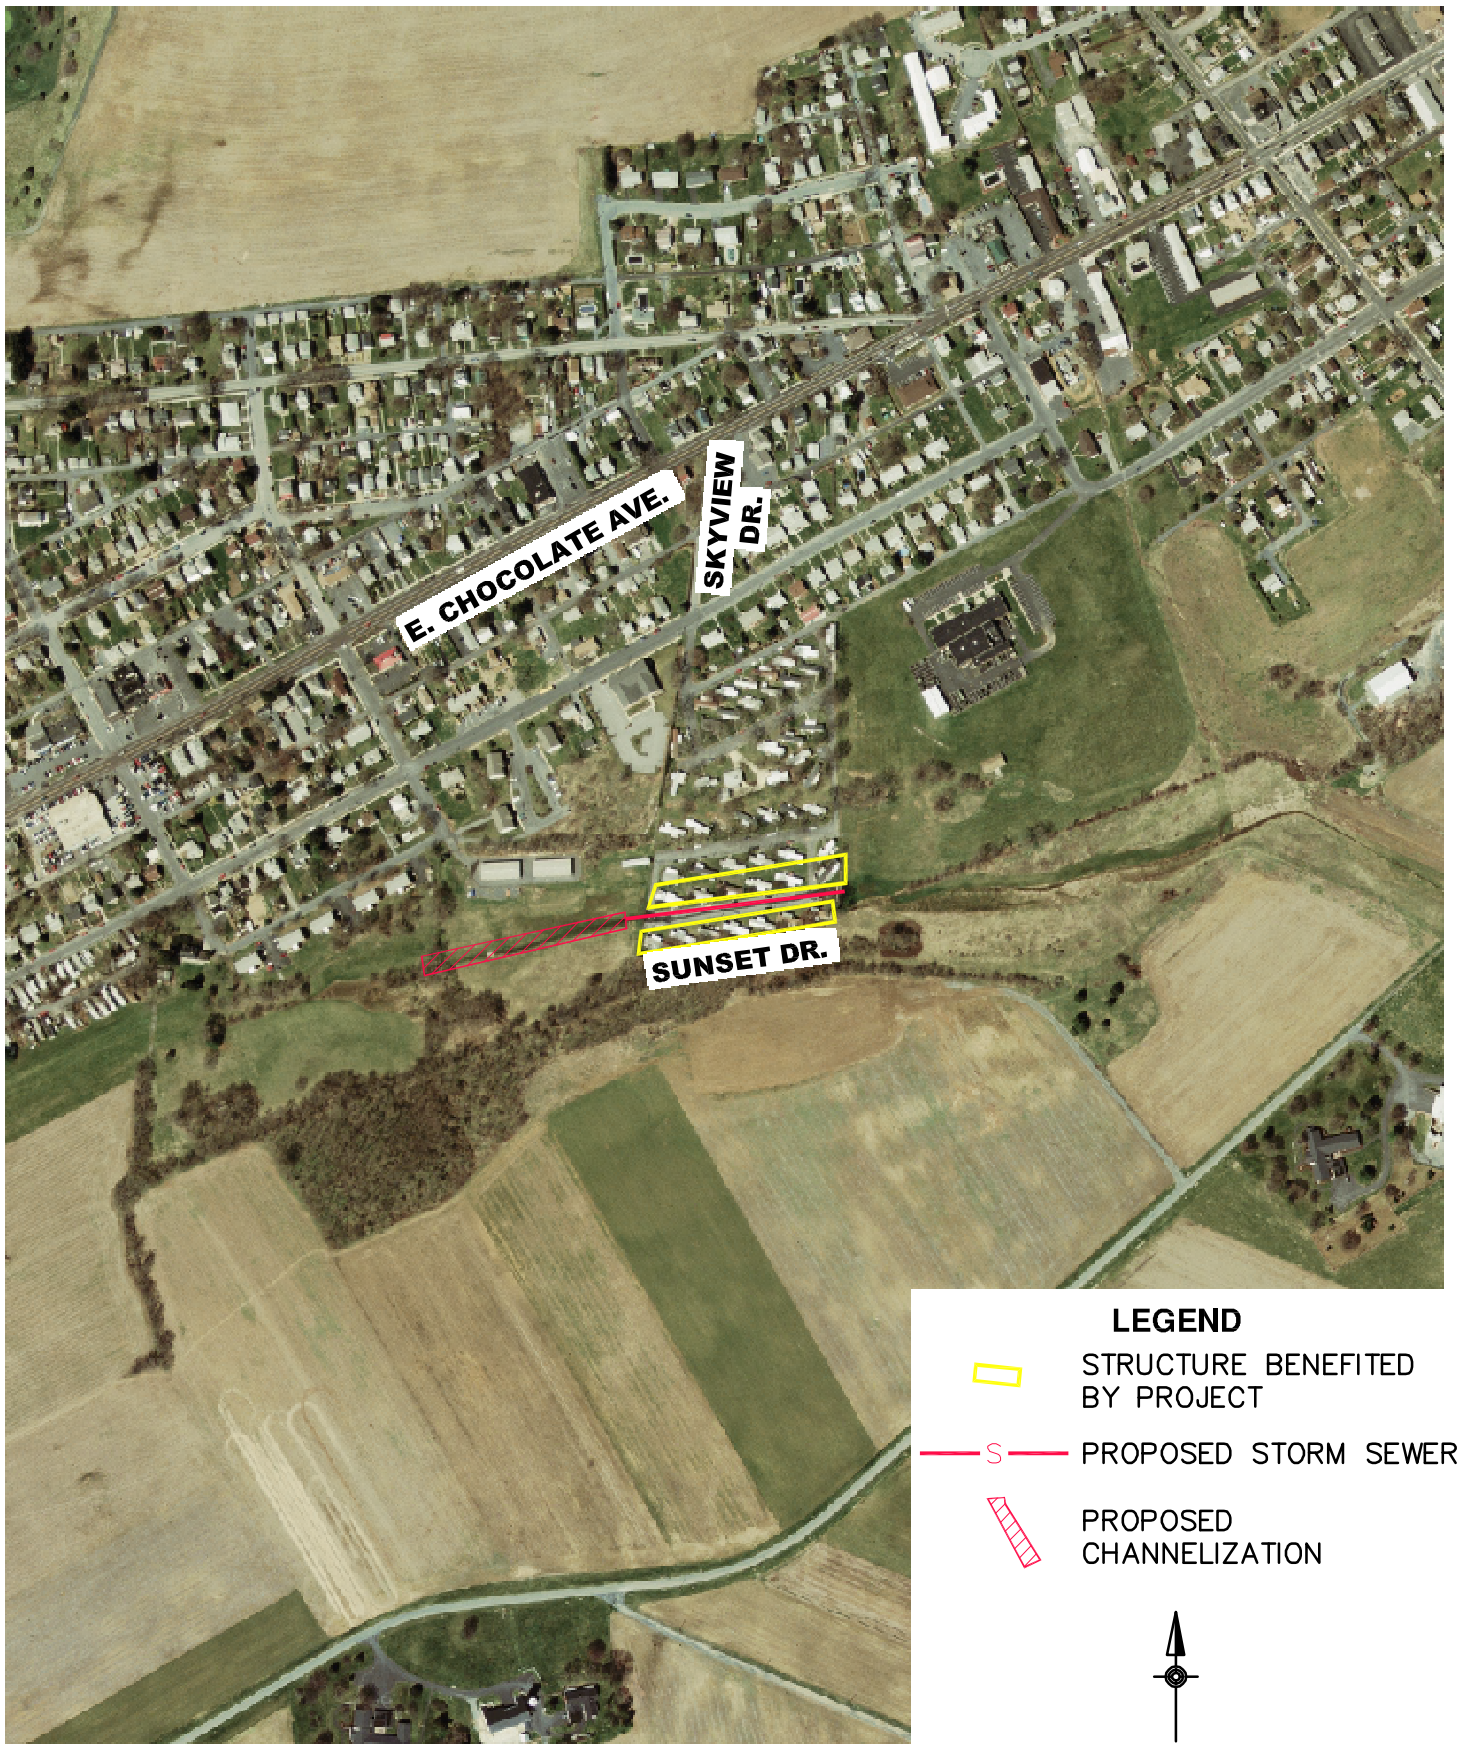 SKYVIEW
DR.
E. CHOCOLATE AVE.
SUNSET DR.
LEGEND
STRUCTURE BENEFITED
BY PROJECT
S
PROPOSED STORM SEWER
PROPOSED
CHANNELIZATION